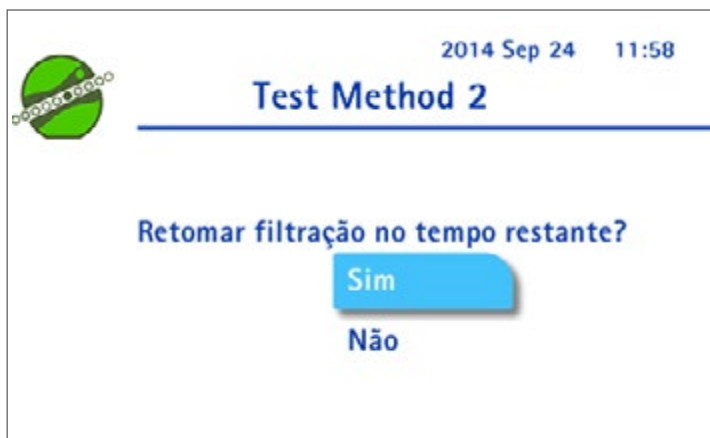 2014 Sep 24 11:58
Test Method 2
Retomar filtração no tempo restante?
Sim
Não